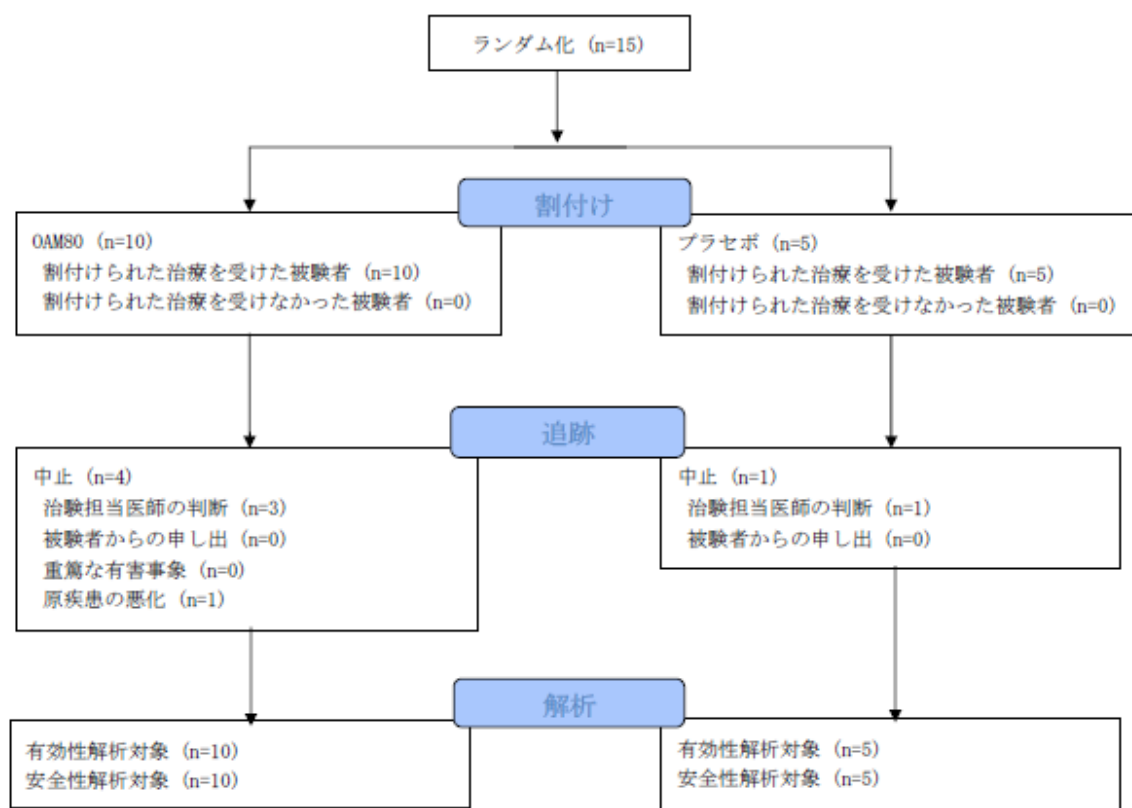 ランダム化 (n=15)
割付け
OAM80 (n=10)
割付けられた治療を受けた被験者 (n=10)
割付けられた治療を受けなかった被験者 (n=0)
プラセボ (n=5)
割付けられた治療を受けた被験者 (n=5)
割付けられた治療を受けなかった被験者 (n=0)
追跡
中止 (n=4)
治験担当医師の判断 (n=3)
被験者からの申し出 (n=0)
重篤な有害事象 (n=0)
原疾患の悪化 (n=1)
中止 (n=1)
治験担当医師の判断 (n=1)
被験者からの申し出 (n=0)
解析
有効性解析対象 (n=10)
安全性解析対象 (n=10)
有効性解析対象 (n=5)
安全性解析対象 (n=5)